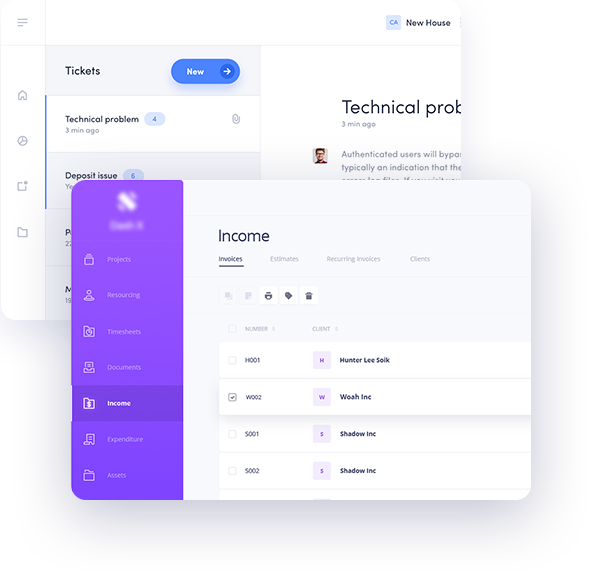 CA New House
Tickets
New
Technical problem 4
3 min ago
Deposit issue 6
Technical prob
3 min ago
Authenticated users will bypas
typically an indication that the
Income
Invoices Estimates Recurring Invoices Clients
NUMBER CLIENT
H001 H Hunter Lee Soik
W002 W Woah Inc
S001 S Shadow Inc
S002 S Shadow Inc
Projects
Resourcing
Timesheets
Documents
Income
Expenditure
Assets